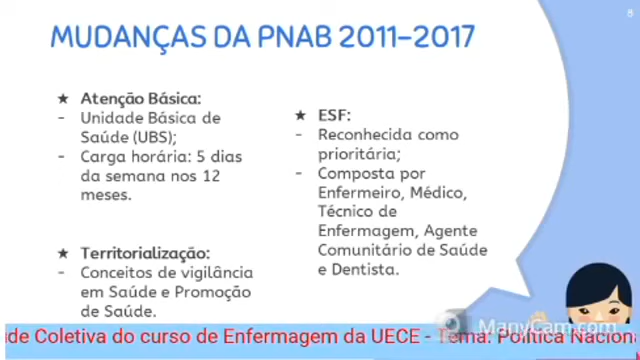 8
MUDANÇAS DA PNAB 2011-2017
★ Atenção Básica:
- Unidade Básica de
Saúde (UBS);
- Carga horária: 5 dias
da semana nos 12
meses.
★ Territorialização:
- Conceitos de vigilância
em Saúde e Promoção
de Saúde.
★ ESF:
- Reconhecida como
prioritária;
- Composta por
Enfermeiro, Médico,
Técnico de
Enfermagem, Agente
Comunitário de Saúde
e Dentista.
ManyCam.com
úde Coletiva do curso de Enfermagem da UECE - Tema: Política Nacion